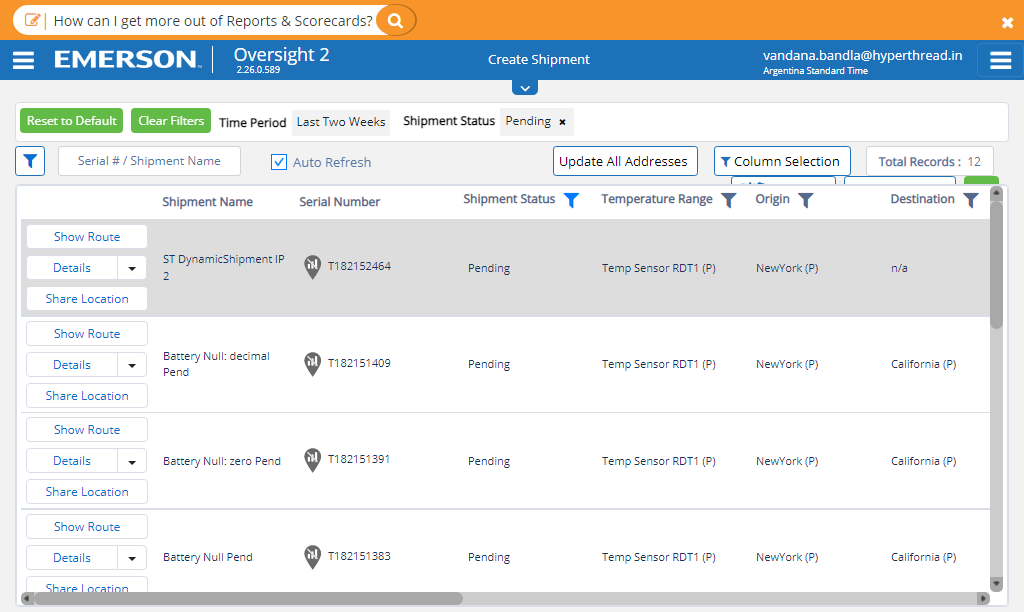 How can I get more out of Reports & Scorecards?
EMERSON
Oversight 2
2.26.0.589
Create Shipment
vandana.bandla@hyperthread.in
Argentina Standard Time
Reset to Default
Clear Filters
Time Period
Last Two Weeks
Shipment Status
Pending ×
Serial # / Shipment Name
Auto Refresh
Update All Addresses
Column Selection
Total Records : 12
Shipment Name
Serial Number
Shipment Status
Temperature Range
Origin
Destination
Show Route
Details
Share Location
ST DynamicShipment IP
2
T182152464
Pending
Temp Sensor RDT1 (P)
NewYork (P)
n/a
Show Route
Details
Share Location
Battery Null: decimal
Pend
T182151409
Pending
Temp Sensor RDT1 (P)
NewYork (P)
California (P)
Show Route
Details
Share Location
Battery Null: zero Pend
T182151391
Pending
Temp Sensor RDT1 (P)
NewYork (P)
California (P)
Show Route
Details
Share Location
Battery Null Pend
T182151383
Pending
Temp Sensor RDT1 (P)
NewYork (P)
California (P)